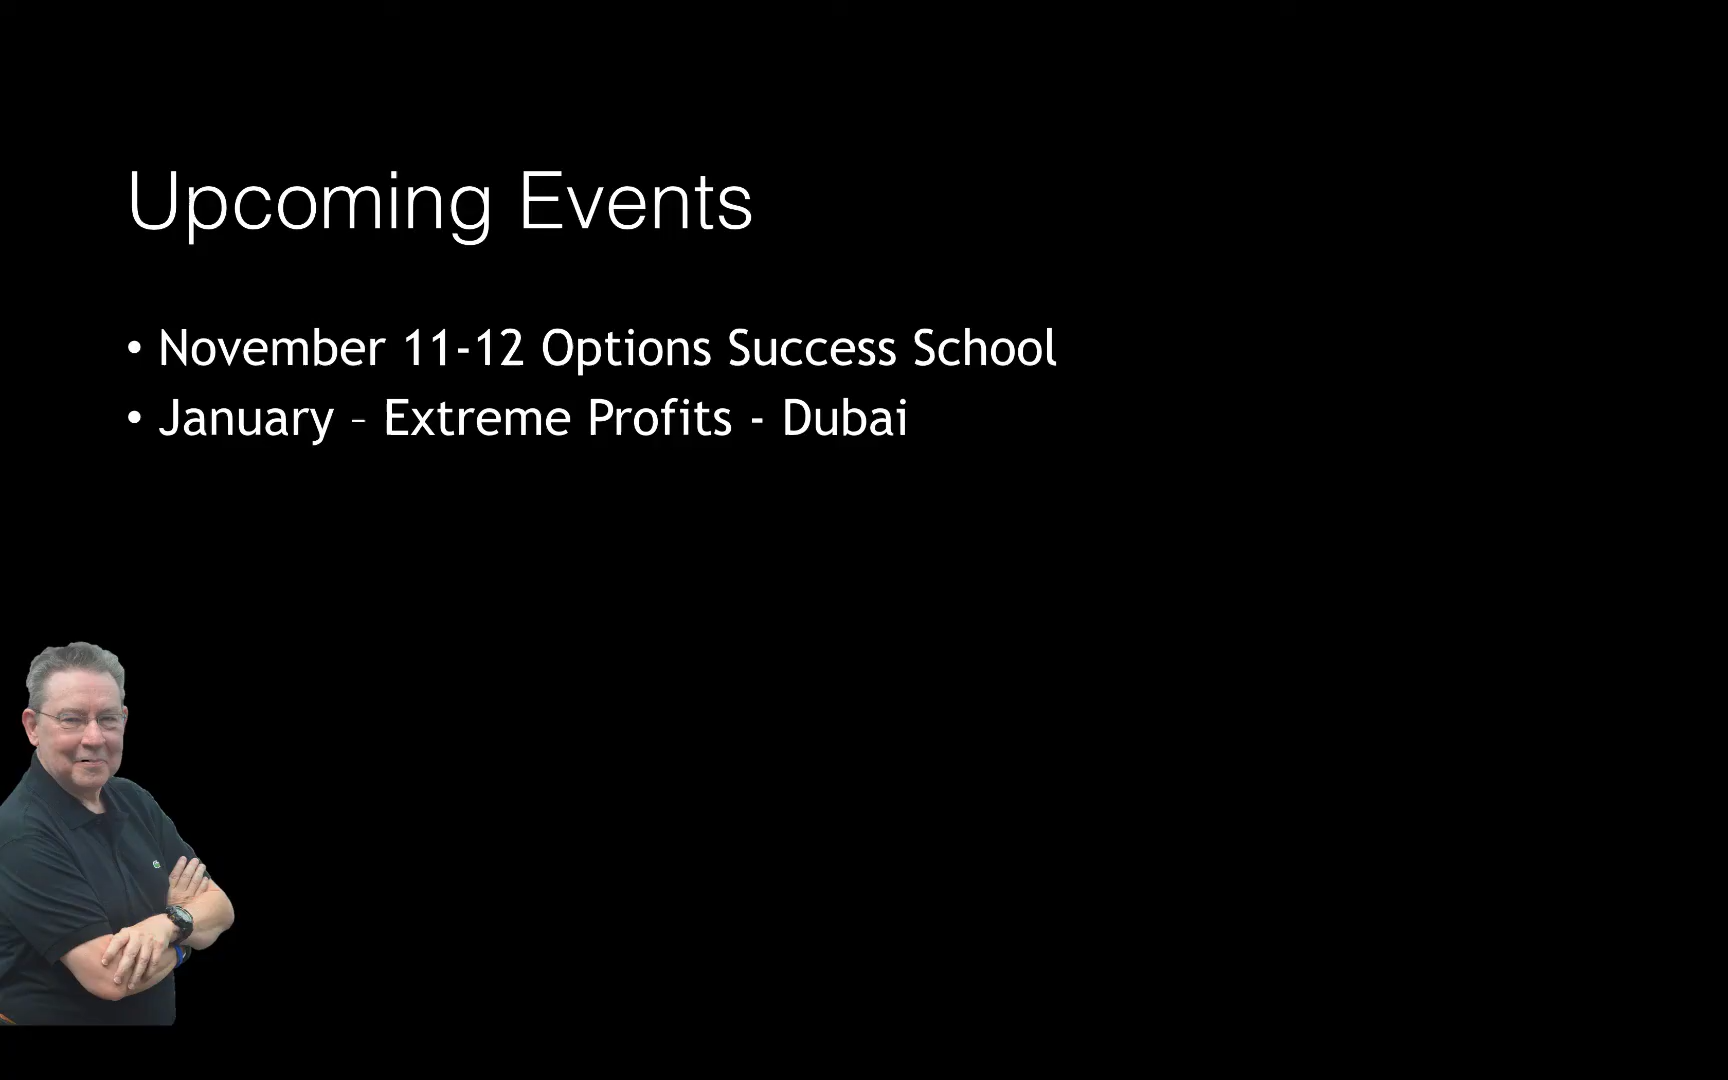 Upcoming Events
• November 11-12 Options Success School
• January – Extreme Profits - Dubai